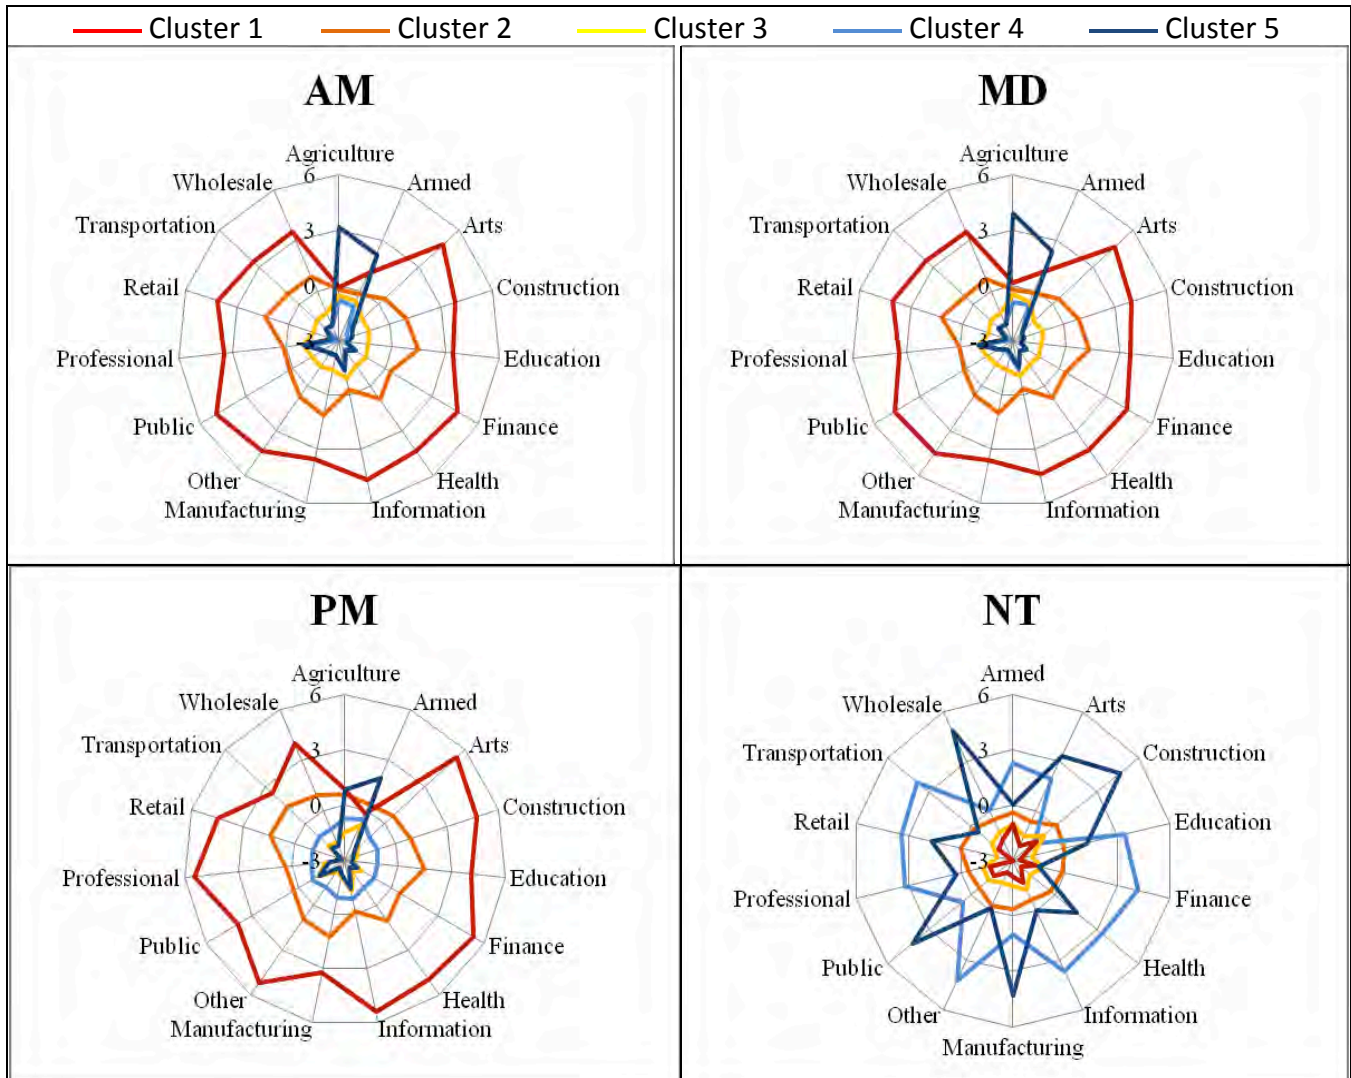 Cluster 1 Cluster 2 Cluster 3 Cluster 4 Cluster 5
AM
Agriculture
6
Wholesale Armed
Transportation Arts
3
Retail 0 Construction
Professional -3 Education
Public Finance
Other Health
Manufacturing Information
MD
Agriculture
6
Wholesale Armed
Transportation Arts
3
Retail 0 Construction
Professional -3 Education
Public Finance
Other Health
Manufacturing Information
PM
Agriculture
6
Wholesale Armed
Transportation 3 Arts
Retail 0 Construction
Professional -3 Education
Public Finance
Other Health
Manufacturing Information
NT
Armed
6
Wholesale Arts
Transportation 3 Construction
Retail 0 Education
-3
Professional Finance
Public Health
Other Information
Manufacturing